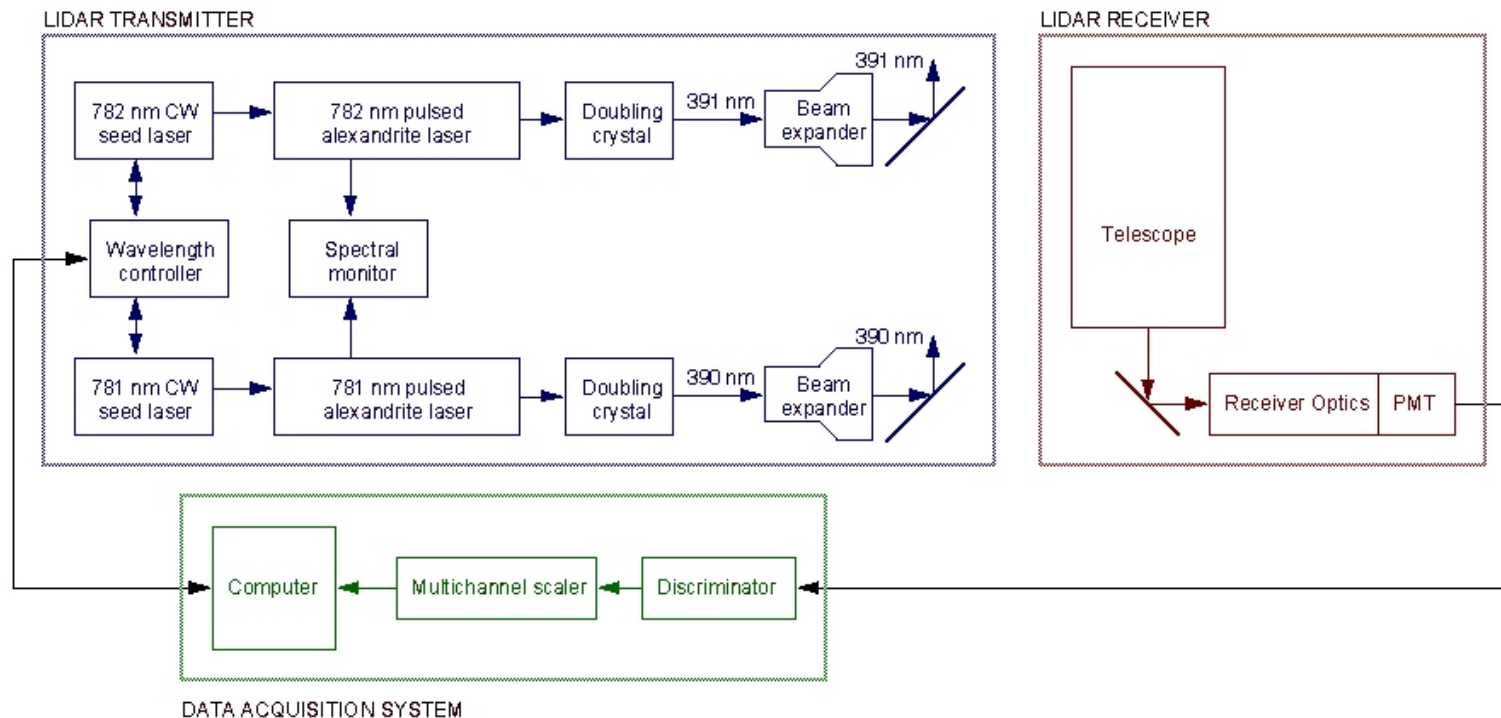 LIDAR TRANSMITTER
782 nm CW
seed laser
782 nm pulsed
alexandrite laser
Doubling
crystal
391 nm
Beam
expander
391 nm
Wavelength
controller
Spectral
monitor
781 nm CW
seed laser
781 nm pulsed
alexandrite laser
Doubling
crystal
390 nm
Beam
expander
390 nm
LIDAR RECEIVER
Telescope
Receiver Optics
PMT
Computer
Multichannel scaler
Discriminator
DATA ACQUISITION SYSTEM